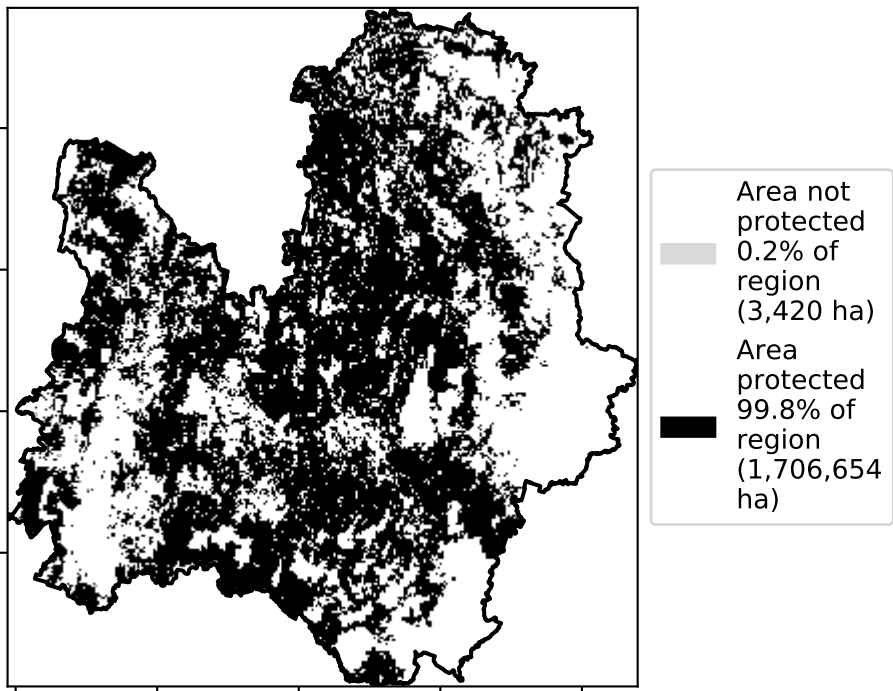 Area not
protected
0.2% of
region
(3,420 ha)
Area
protected
99.8% of
region
(1,706,654
ha)